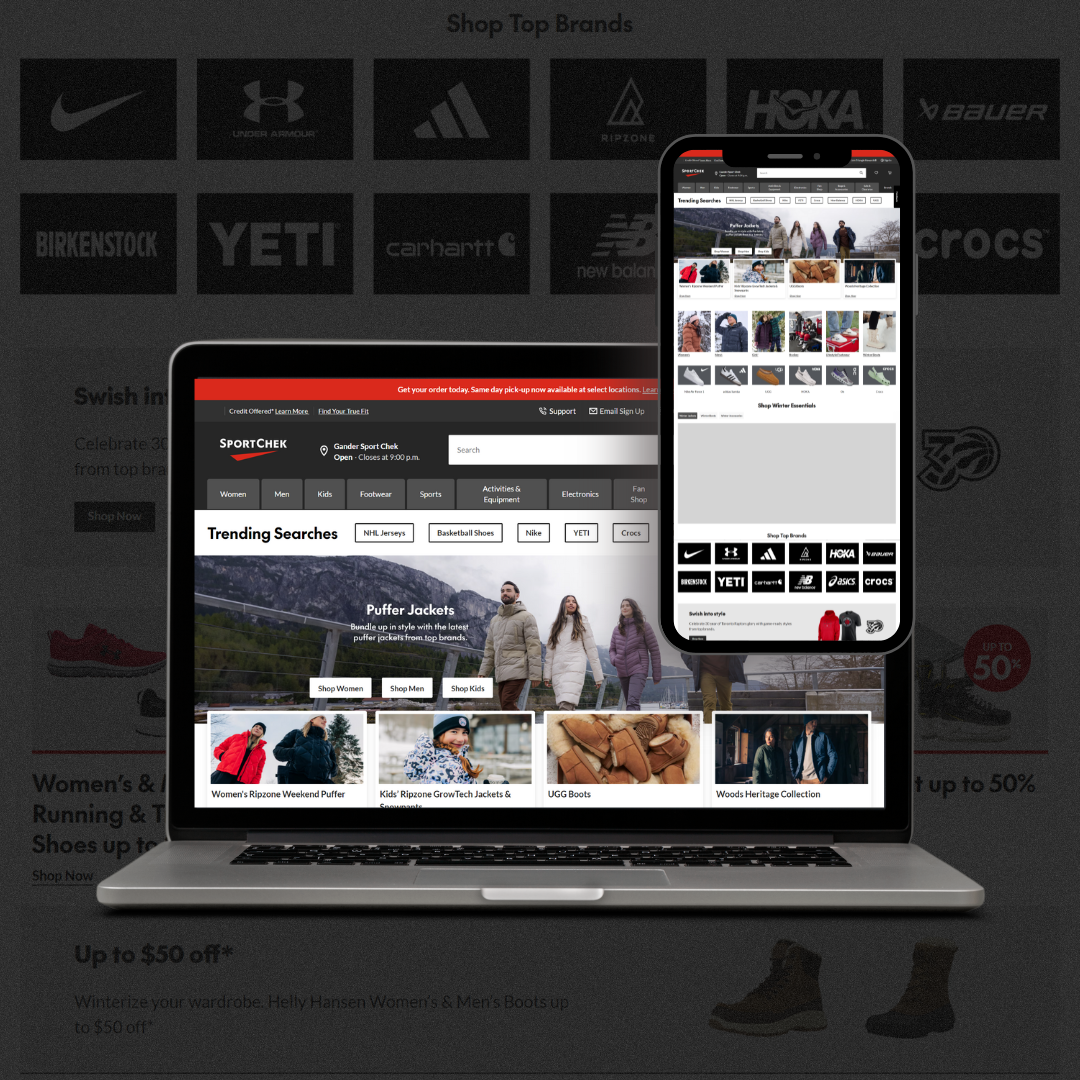 Shop Top Brands
UNDER ARMOUR
RIPZONE
HOKA
BAUER
BIRKENSTOCK
YETI
carhartt
new balan
crocs
Swish int
Celebrate 30
from top bra
Shop Now
UP TO
50%
Women's & M
Running & T
Shoes up to
Shop Now
t up to 50%
Up to $50 off*
Winterize your wardrobe. Helly Hansen Women's & Men's Boots up
to $50 off*
Get your order today. Same day pick-up now available at select locations. Learn
Credit Offered* Learn More
Find Your True Fit
Support
Email Sign Up
SPORTCHEK
Gander Sport Chek
Open - Closes at 9:00 p.m.
Search
Women
Men
Kids
Footwear
Sports
Activities &
Equipment
Electronics
Fan
Shop
Trending Searches
NHL Jerseys
Basketball Shoes
Nike
YETI
Crocs
Puffer Jackets
Bundle up in style with the latest
puffer jackets from top brands.
Shop Women
Shop Men
Shop Kids
Women's Ripzone Weekend Puffer
Kids' Ripzone GrowTech Jackets &
Snowpants
UGG Boots
Woods Heritage Collection
SPORTCHEK
Trending Searches
Puffer Jackets
Shop Winter Essentials
Shop Top Brands
HOKA
BAUER
BIRKENSTOCK
YETI
carhartt
new balance
asics
crocs
Swish into style